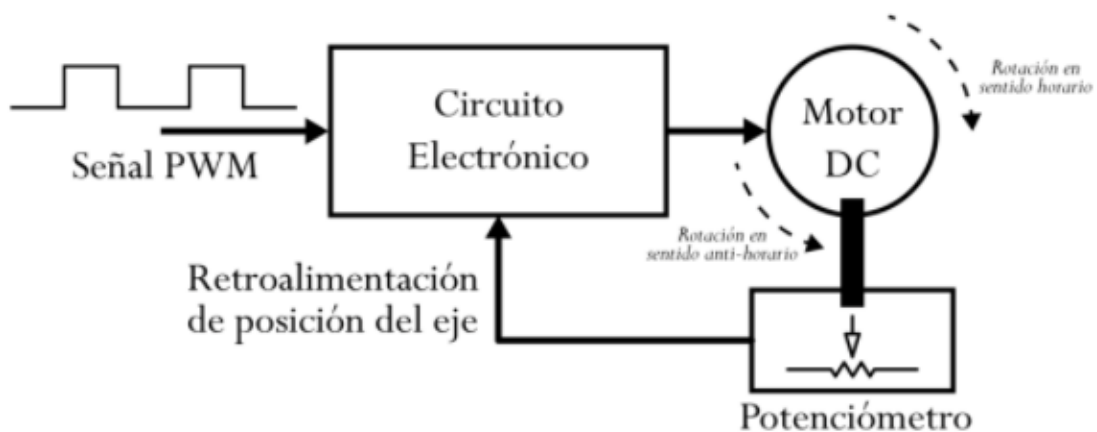 Señal PWM
Circuito
Electrónico
Motor
DC
Rotación en
sentido horario
Rotación en
sentido anti-horario
Retroalimentación
de posición del eje
Potenciómetro